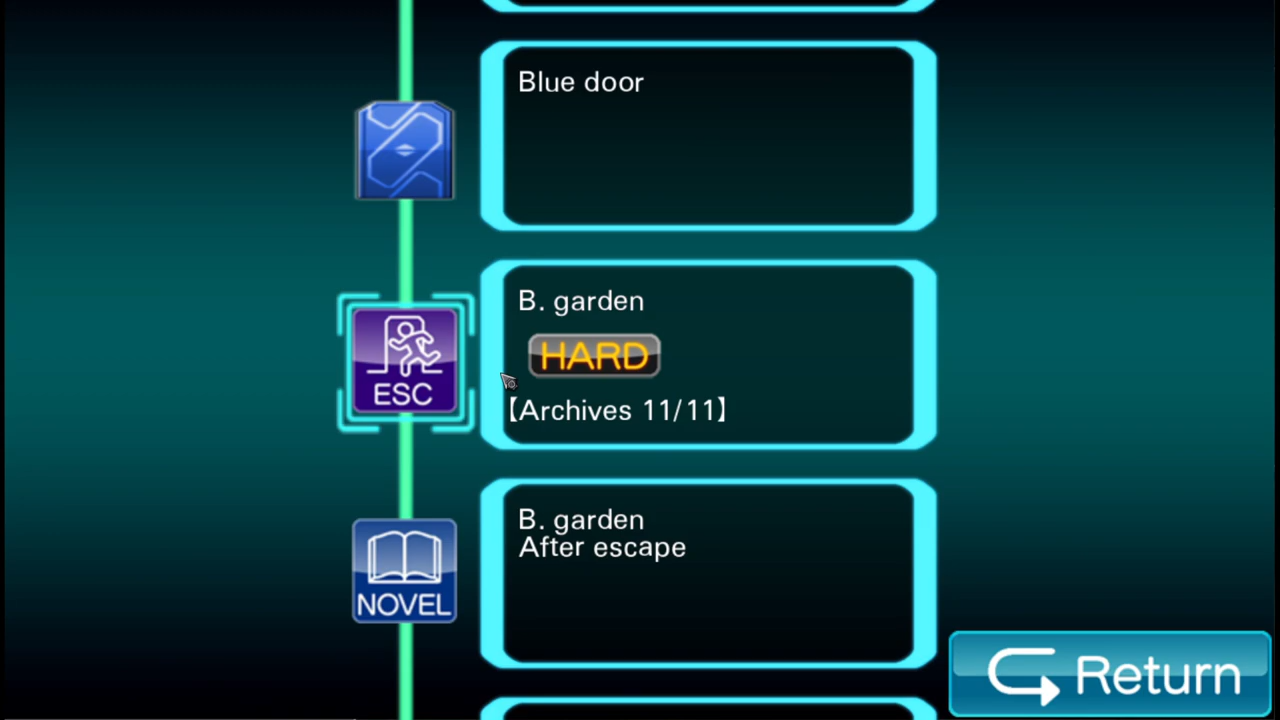 Blue door
B. garden
HARD
【Archives 11/11】
ESC
B. garden
After escape
NOVEL
Return